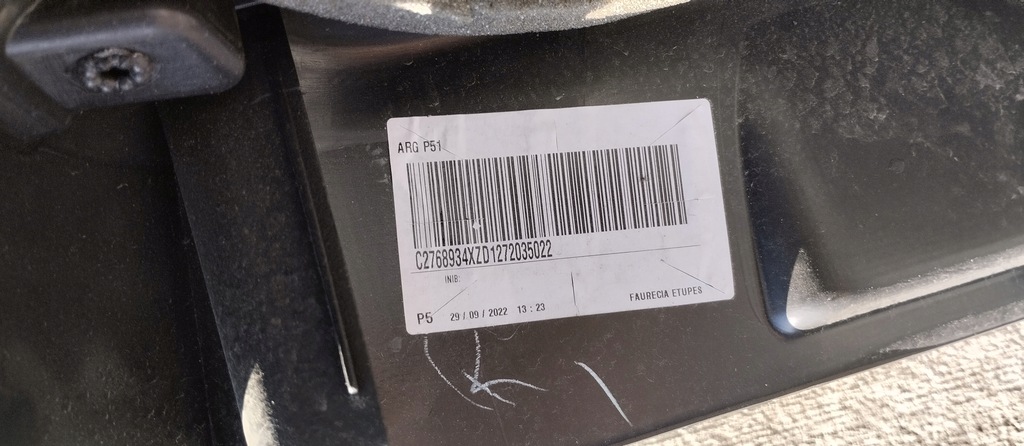 ARG P51
C2768934XZD1272035022
INIB:
P5 29/09/2022 13:23 FAURECIA ETUPES